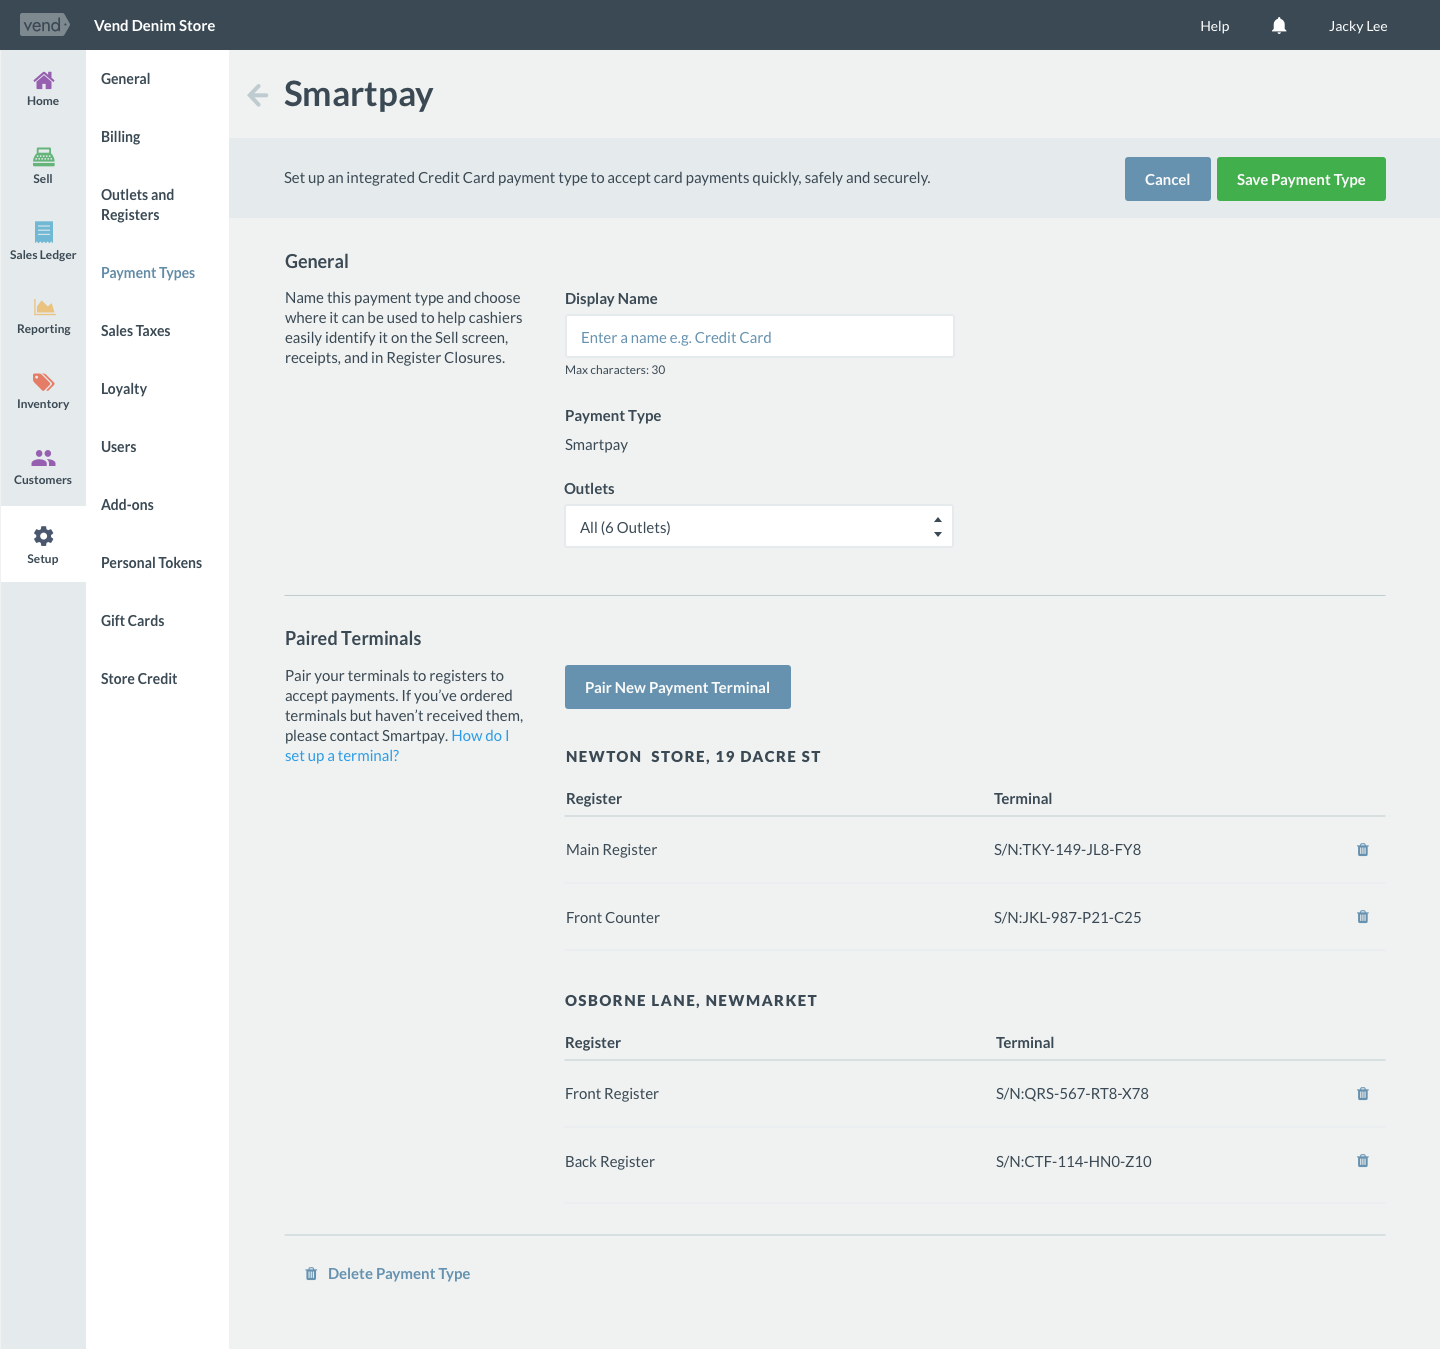 vend
Vend Denim Store
Help
Jacky Lee
Home
Sell
Sales Ledger
Reporting
Inventory
Customers
Setup
General
Billing
Outlets and
Registers
Payment Types
Sales Taxes
Loyalty
Users
Add-ons
Personal Tokens
Gift Cards
Store Credit
Smartpay
Set up an integrated Credit Card payment type to accept card payments quickly, safely and securely.
Cancel
Save Payment Type
General
Name this payment type and choose
where it can be used to help cashiers
easily identify it on the Sell screen,
receipts, and in Register Closures.
Display Name
Enter a name e.g. Credit Card
Max characters: 30
Payment Type
Smartpay
Outlets
All (6 Outlets)
Paired Terminals
Pair your terminals to registers to
accept payments. If you’ve ordered
terminals but haven’t received them,
please contact Smartpay. How do I
set up a terminal?
Pair New Payment Terminal
NEWTON  STORE, 19 DACRE ST
Register Terminal
Main Register S/N:TKY-149-JL8-FY8
Front Counter S/N:JKL-987-P21-C25
OSBORNE LANE, NEWMARKET
Register Terminal
Front Register S/N:QRS-567-RT8-X78
Back Register S/N:CTF-114-HN0-Z10
Delete Payment Type